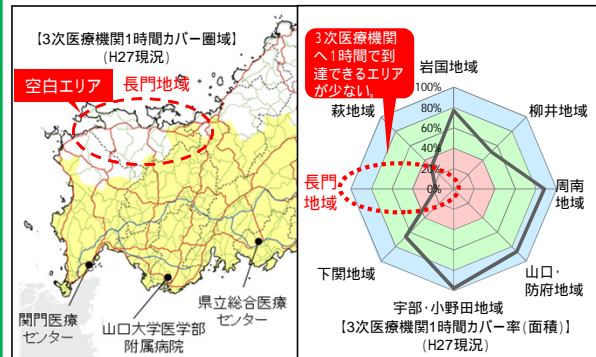 【3次医療機関1時間カバー圏域】
(H27現況)
空白エリア
長門地域
関門医療
センター
山口大学医学部
附属病院
県立総合医療
センター
3次医療機関
へ1時間で到
達できるエリア
が少ない。
岩国地域
柳井地域
周南
地域
山口・
防府地域
宇部・小野田地域
下関地域
長門
地域
萩地域
100%
80%
60%
40%
20%
0%
【3次医療機関1時間カバー率(面積)】
(H27現況)